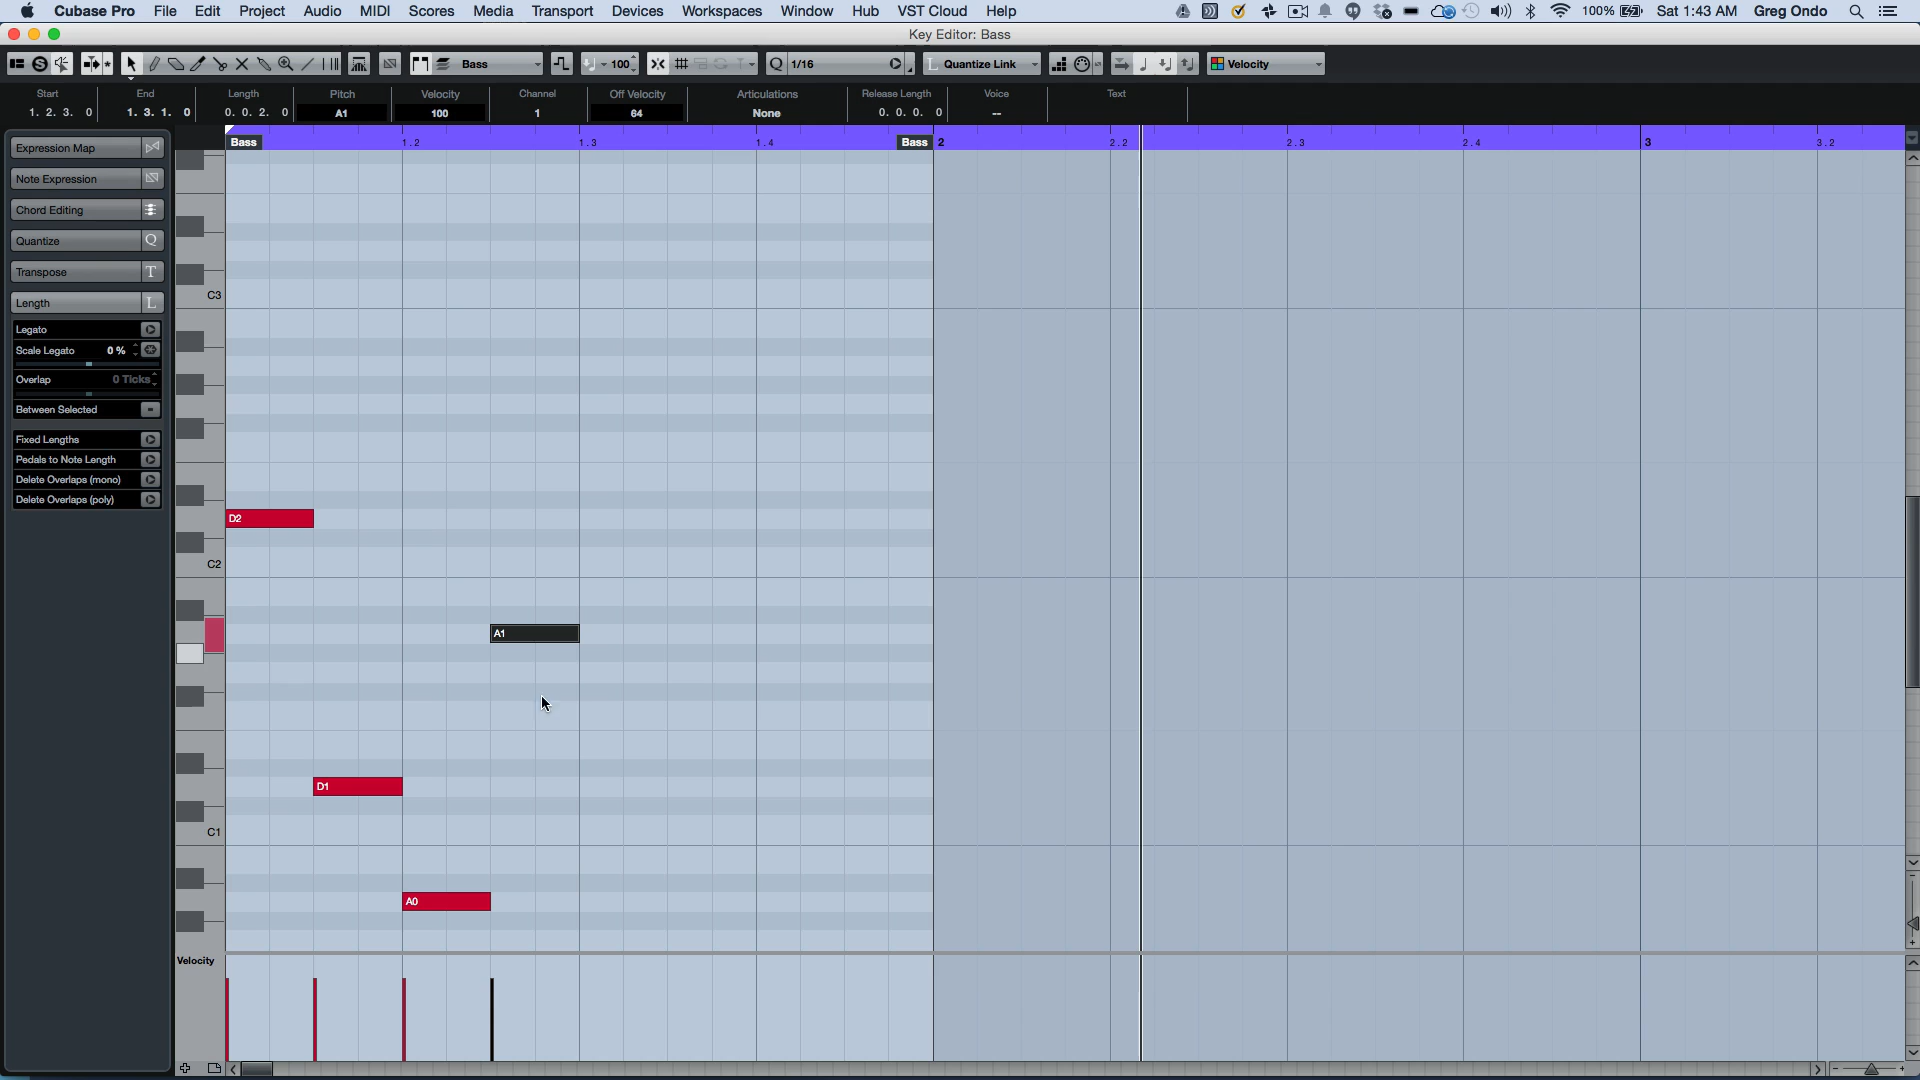 Cubase Pro File Edit Project Audio MIDI Scores Media Transport Devices Workspaces Window Hub VST Cloud Help 100% Sat 1:43 AM Greg Ondo
Key Editor: Bass
Bass 100 Q 1/16 L Quantize Link Velocity
Start End Length Pitch Velocity Channel Off Velocity Articulations Release Length Voice Text
1. 2. 3. 0 1. 3. 1. 0 0. 0. 2. 0 A1 100 1 64 None 0. 0. 0. 0 --
Bass 1.2 1.3 1.4 Bass 2 2.2 2.3 2.4 3 3.2
Expression Map
Note Expression
Chord Editing
Quantize Q
Transpose T
Length L
Legato
Scale Legato 0 %
Overlap 0 Ticks
Between Selected
Fixed Lengths
Pedals to Note Length
Delete Overlaps (mono)
Delete Overlaps (poly)
C3
D2
C2
A1
D1
C1
A0
Velocity